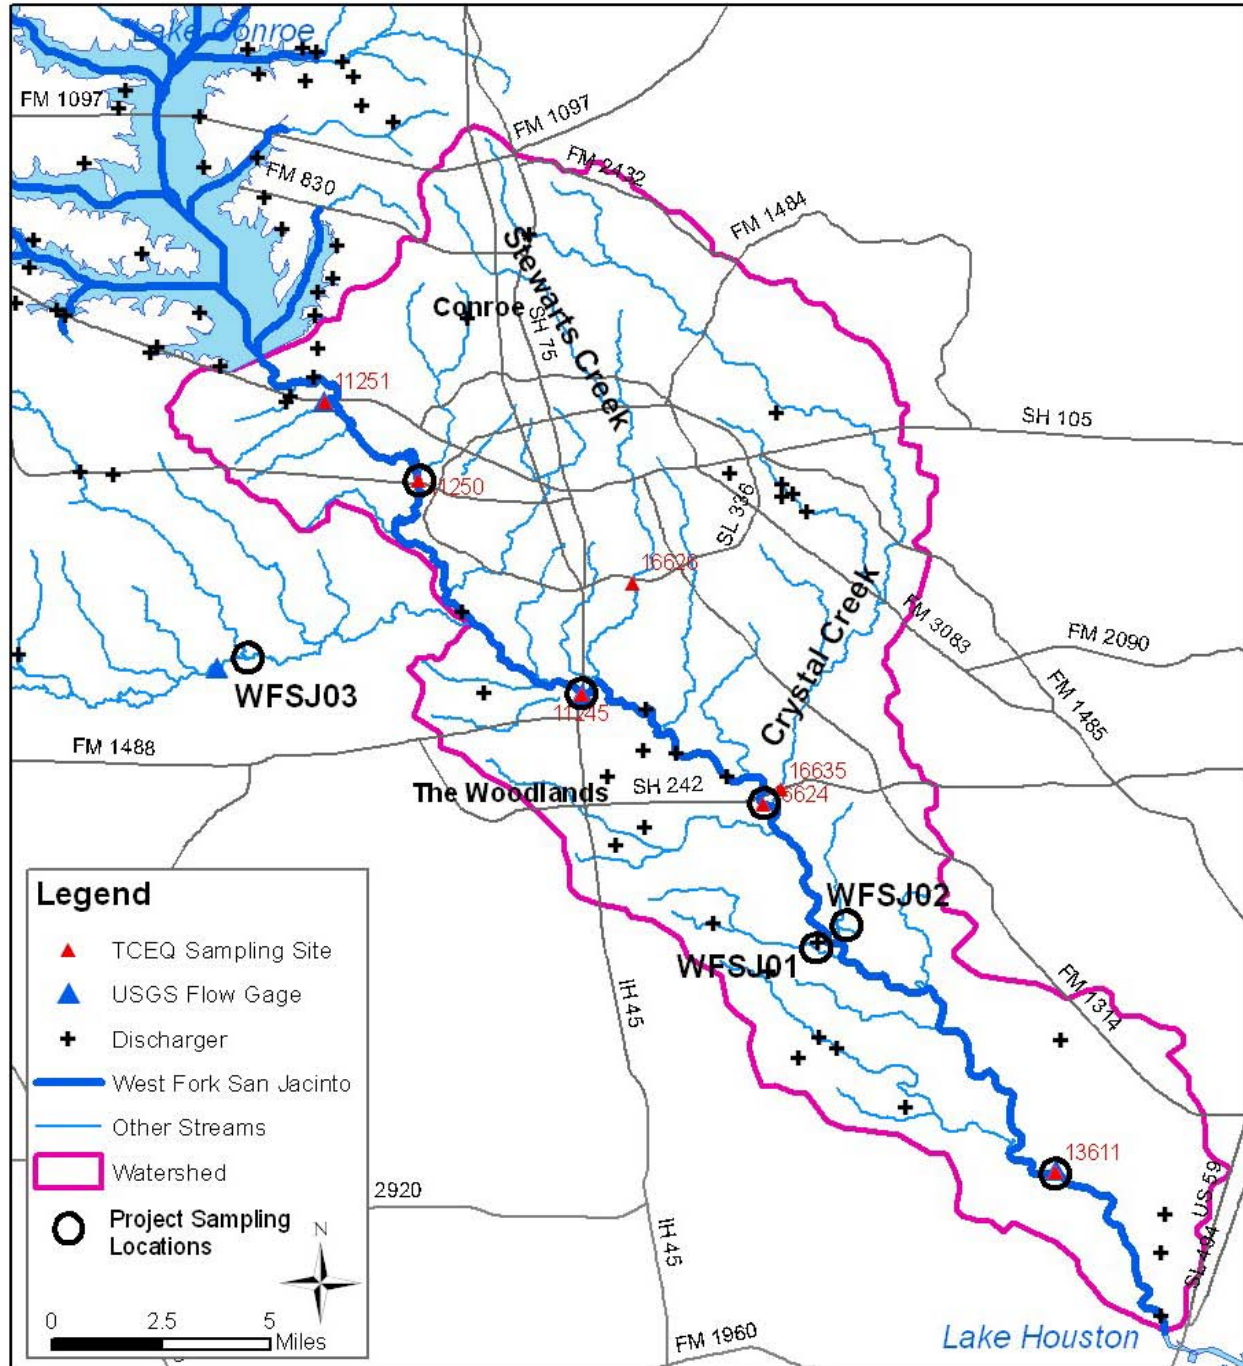 Lake Conroe
FM 1097
FM 1097
FM 2432
FM 830
FM 1484
Stewarts Creek
Conroe
SH 75
11251
SH 105
1250
SL 336
16626
Crystal Creek
FM 3083
FM 2090
WFSJ03
11245
FM 1485
FM 1488
16635
The Woodlands
SH 242
6624
Legend
TCEQ Sampling Site
USGS Flow Gage
Discharger
West Fork San Jacinto
Other Streams
Watershed
Project Sampling
Locations
N
0 2.5 5
Miles
WFSJ02
WFSJ01
IH 45
FM 1314
13611
2920
US 59
SL 494
IH 45
Lake Houston
FM 1960